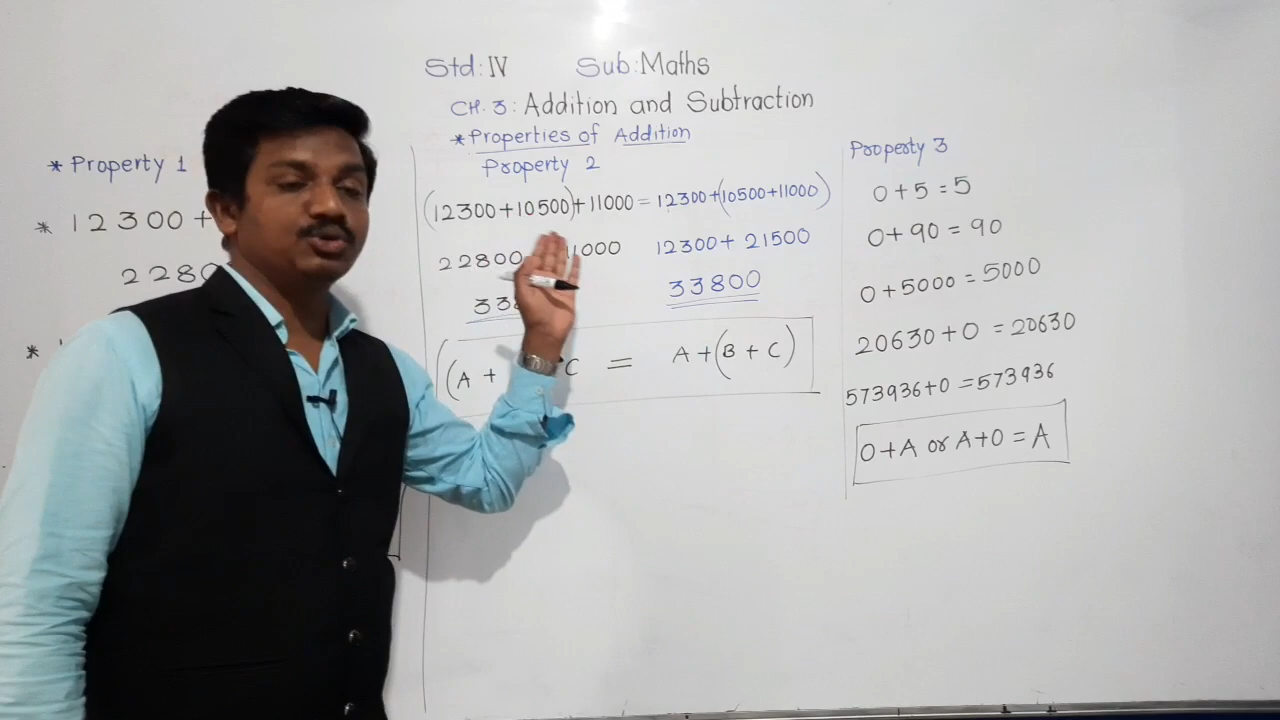 Std: IV Sub: Maths
CH. 3: Addition and Subtraction
* Properties of Addition
* Property 1
* 12300 +
2280
*
Property 2
(12300+10500)+11000 = 12300+(10500+11000)
22800 11000 12300+ 21500
33800
(A + C = A+(B + C)
Property 3
0+5 = 5
0+90 = 90
0+5000 = 5000
20630+0 = 20630
573936+0 = 573936
0+A or A+0 = A